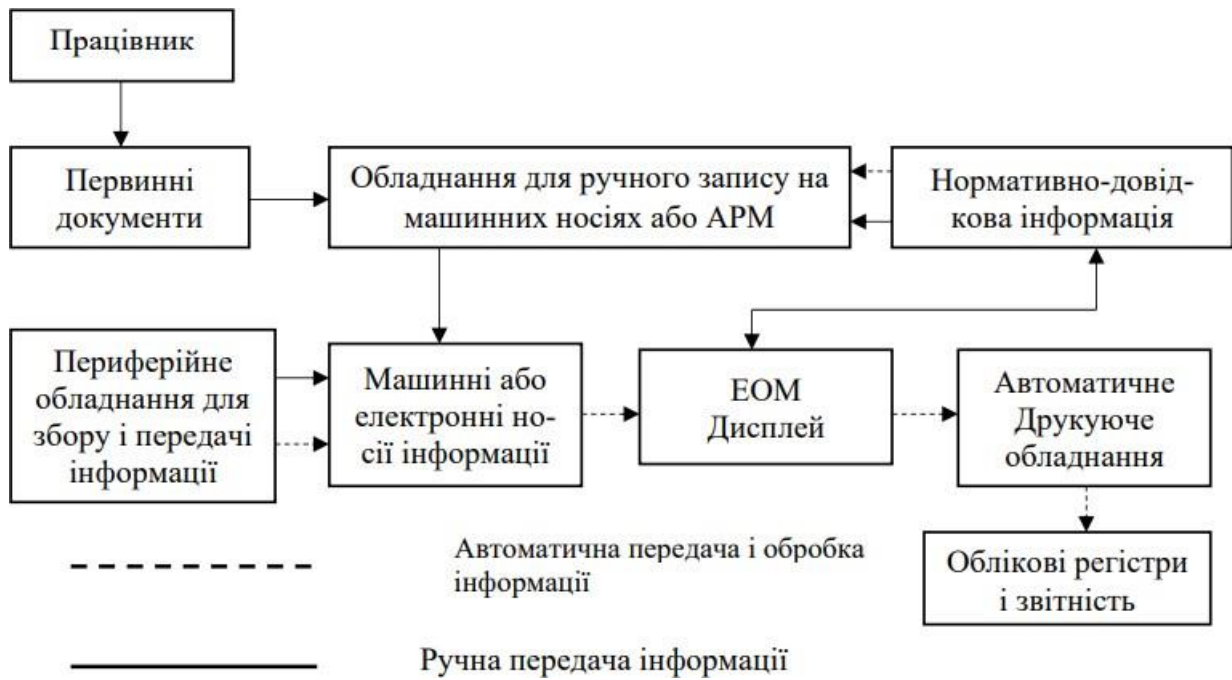 Працівник
Первинні
документи
Обладнання для ручного запису на
машинних носіях або АРМ
Нормативно-довід-
кова інформація
Периферійне
обладнання для
збору і передачі
інформації
Машинні або
електронні но-
сії інформації
ЕОМ
Дисплей
Автоматичне
Друкуюче
обладнання
Облікові регістри
і звітність
Автоматична передача і обробка
інформації
Ручна передача інформації